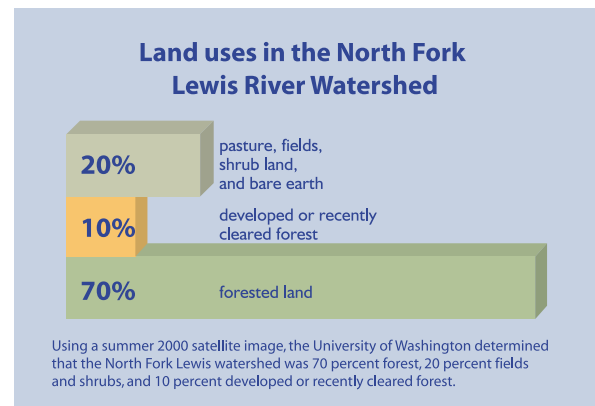 Land uses in the North Fork
Lewis River Watershed
20%
pasture, fields,
shrub land,
and bare earth
10%
developed or recently
cleared forest
70%
forested land
Using a summer 2000 satellite image, the University of Washington determined
that the North Fork Lewis watershed was 70 percent forest, 20 percent fields
and shrubs, and 10 percent developed or recently cleared forest.